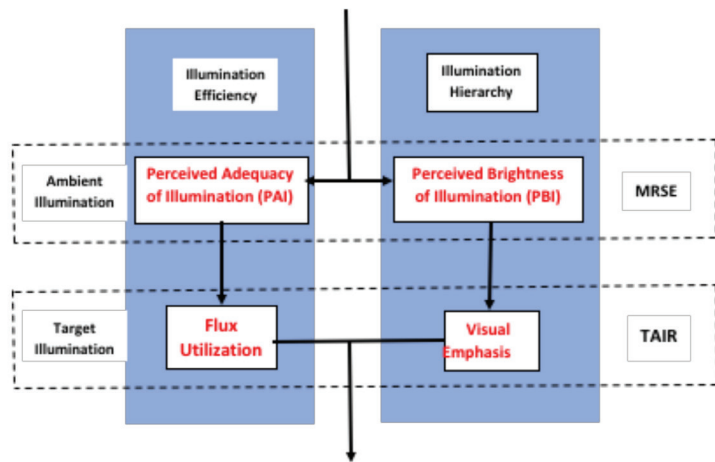 Illumination
Efficiency
Illumination
Hierarchy
Ambient
Illumination
Perceived Adequacy
of Illumination (PAI)
Perceived Brightness
of Illumination (PBI)
MRSE
Target
Illumination
Flux
Utilization
Visual
Emphasis
TAIR